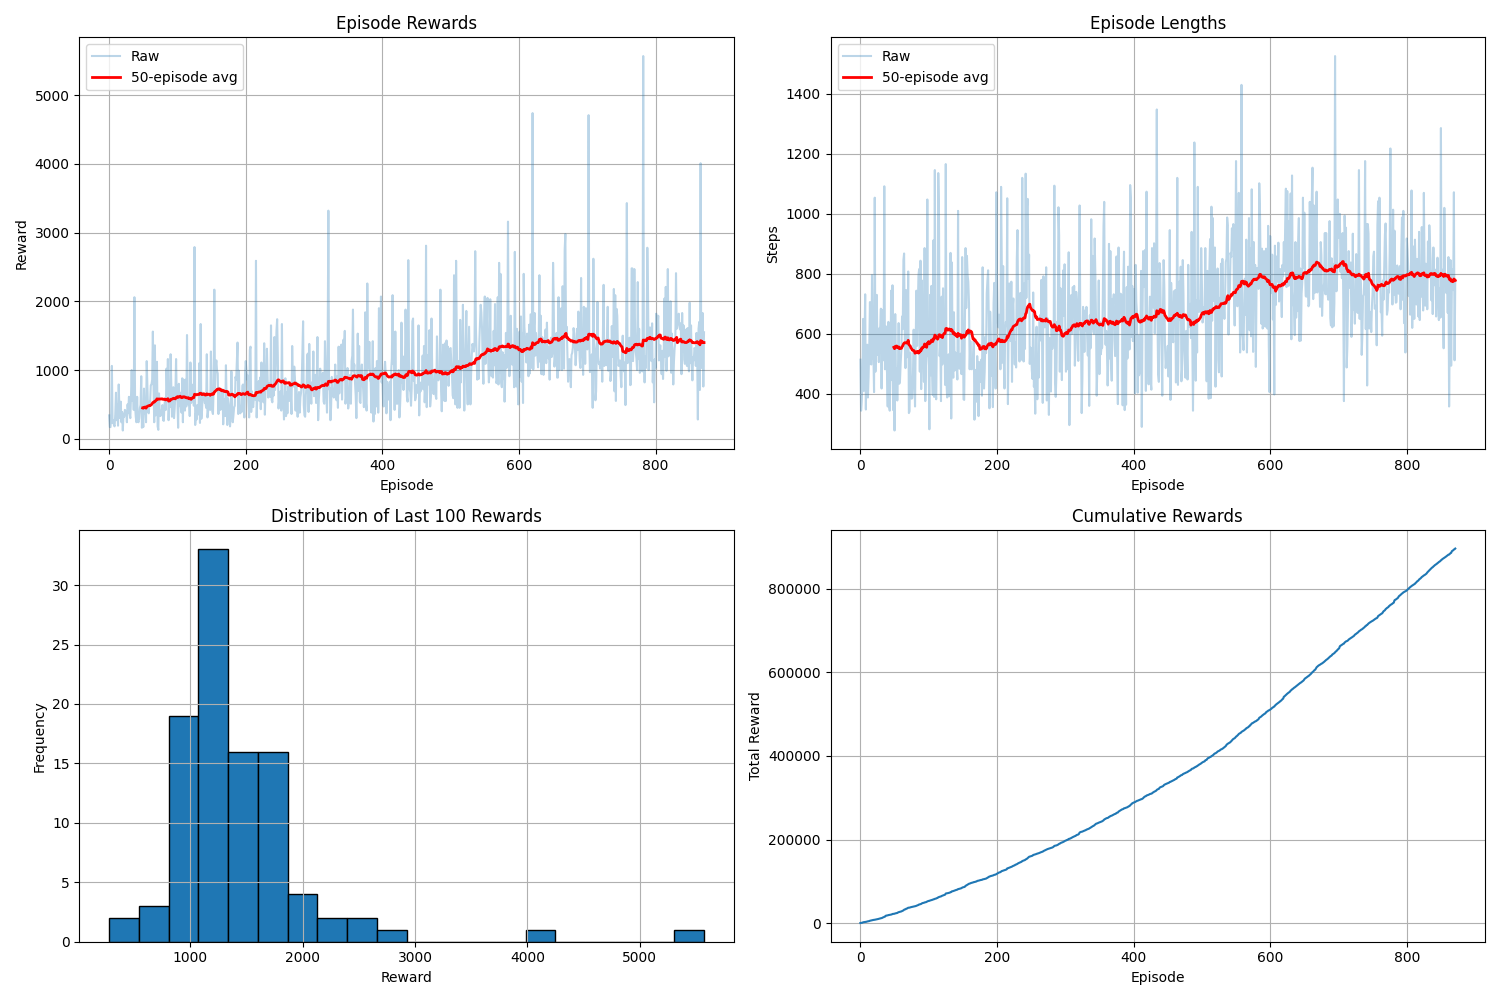 Episode Rewards
Raw
50-episode avg
5000
4000
3000
2000
1000
0
Reward
0 200 400 600 800
Episode
Episode Lengths
Raw
50-episode avg
1400
1200
1000
800
600
400
Steps
0 200 400 600 800
Episode
Distribution of Last 100 Rewards
30
25
20
15
10
5
0
Frequency
1000 2000 3000 4000 5000
Reward
Cumulative Rewards
800000
600000
400000
200000
0
Total Reward
0 200 400 600 800
Episode